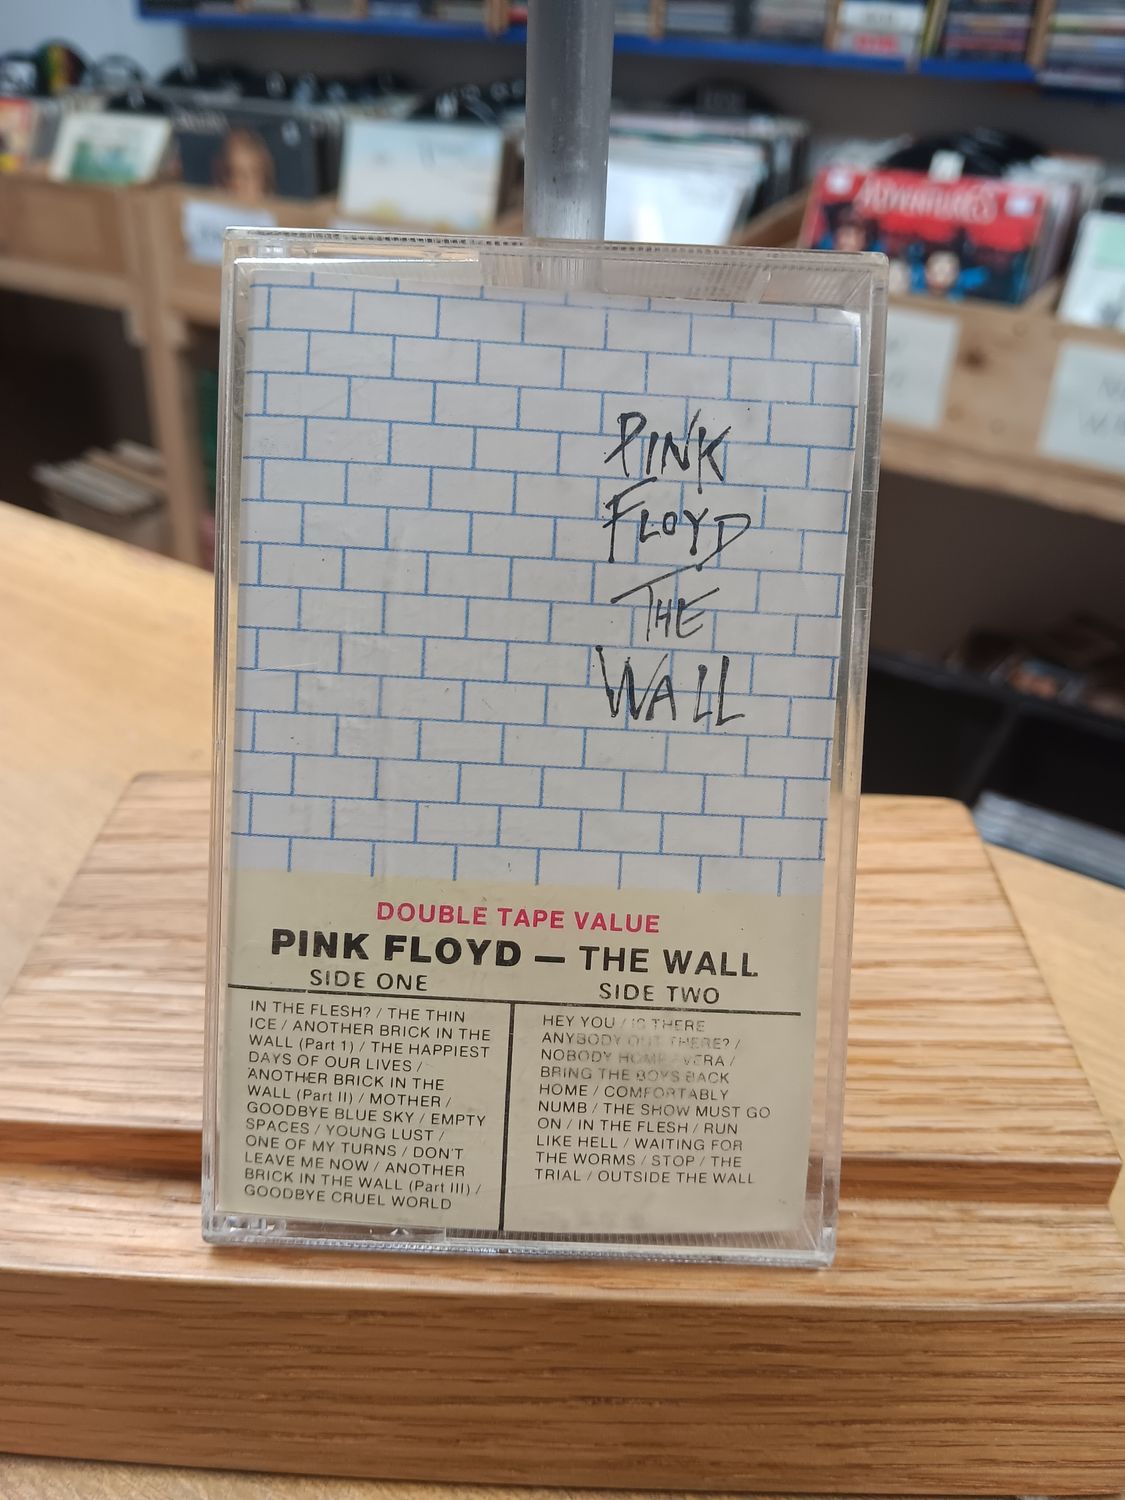 ADVENTURES
PINK
FLOYD
THE
WALL
DOUBLE TAPE VALUE
PINK FLOYD — THE WALL
SIDE ONE
IN THE FLESH? / THE THIN
ICE / ANOTHER BRICK IN THE
WALL (Part 1) / THE HAPPIEST
DAYS OF OUR LIVES /
ANOTHER BRICK IN THE
WALL (Part II) / MOTHER /
GOODBYE BLUE SKY / EMPTY
SPACES / YOUNG LUST /
ONE OF MY TURNS / DON'T
LEAVE ME NOW / ANOTHER
BRICK IN THE WALL (Part III) /
GOODBYE CRUEL WORLD
SIDE TWO
HEY YOU / IS THERE
ANYBODY OUT THERE? /
NOBODY HOME / VERA /
BRING THE BOYS BACK
HOME / COMFORTABLY
NUMB / THE SHOW MUST GO
ON / IN THE FLESH / RUN
LIKE HELL / WAITING FOR
THE WORMS / STOP / THE
TRIAL / OUTSIDE THE WALL